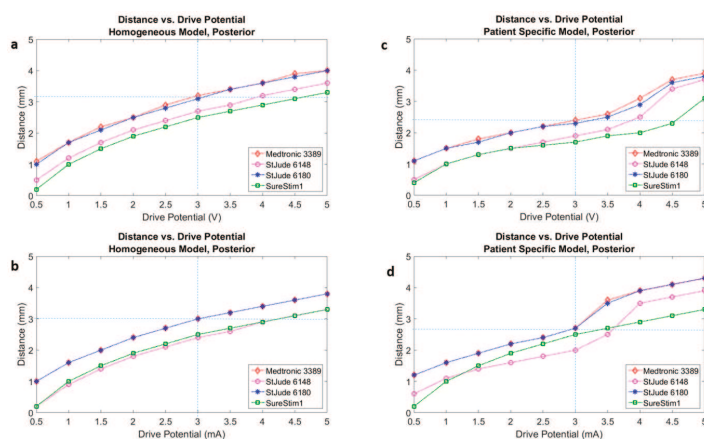 a
Distance vs. Drive Potential
Homogeneous Model, Posterior
5
4
3
2
1
0
Distance (mm)
0.5 1 1.5 2 2.5 3 3.5 4 4.5 5
Drive Potential (V)
Medtronic 3389
StJude 6148
StJude 6180
SureStim1
c
Distance vs. Drive Potential
Patient Specific Model, Posterior
5
4
3
2
1
0
Distance (mm)
0.5 1 1.5 2 2.5 3 3.5 4 4.5 5
Drive Potential (V)
Medtronic 3389
StJude 6148
StJude 6180
SureStim1
b
Distance vs. Drive Potential
Homogeneous Model, Posterior
5
4
3
2
1
0
Distance (mm)
0.5 1 1.5 2 2.5 3 3.5 4 4.5 5
Drive Potential (mA)
Medtronic 3389
StJude 6148
StJude 6180
SureStim1
d
Distance vs. Drive Potential
Patient Specific Model, Posterior
5
4
3
2
1
0
Distance (mm)
0.5 1 1.5 2 2.5 3 3.5 4 4.5 5
Drive Potential (mA)
Medtronic 3389
StJude 6148
StJude 6180
SureStim1